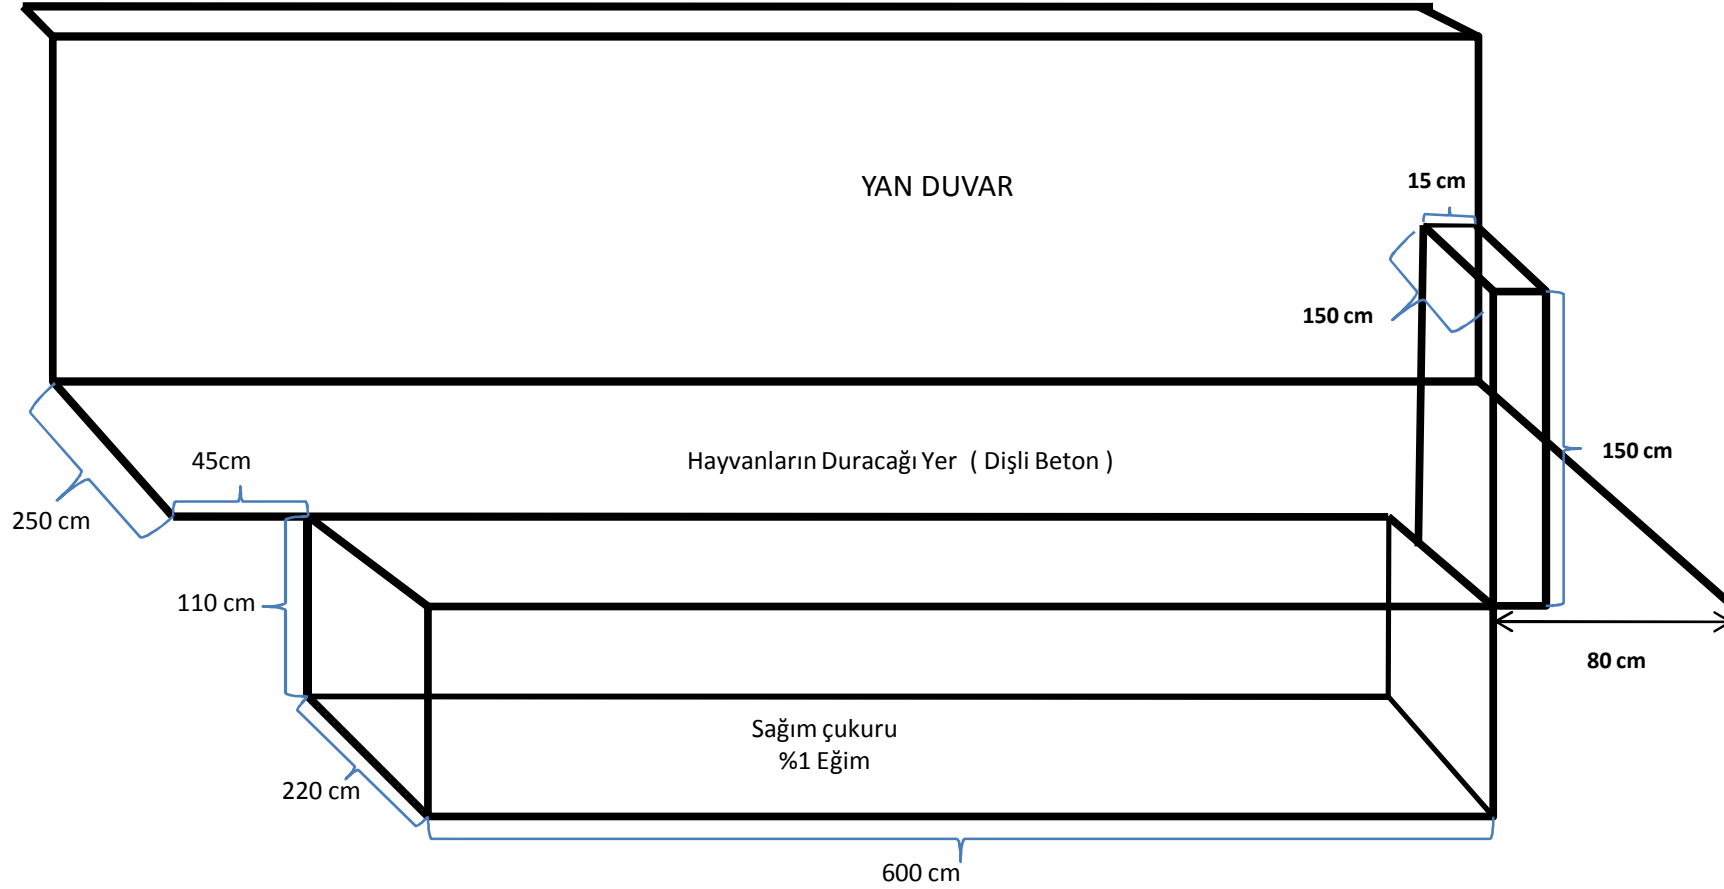 YAN DUVAR
15 cm
150 cm
150 cm
45cm
Hayvanların Duracağı Yer ( Dişli Beton )
250 cm
110 cm
80 cm
Sağım çukuru
%1 Eğim
220 cm
600 cm